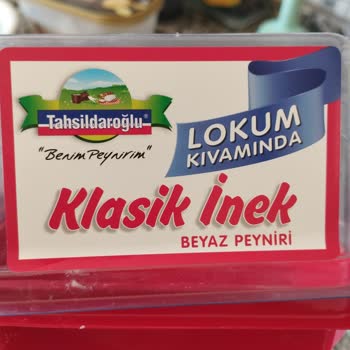 Tahsildaroğlu®
"Benim Peynirim"
LOKUM
KIVAMINDA
Klasik İnek
BEYAZ PEYNİRİ